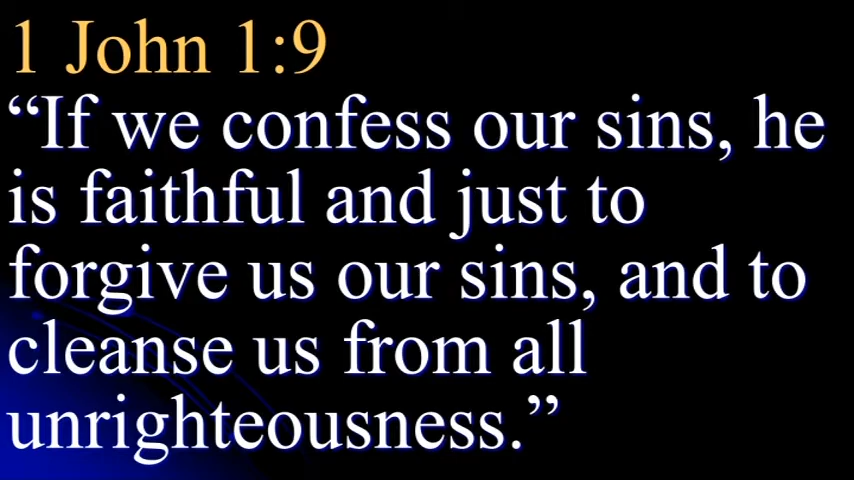 1 John 1:9
“If we confess our sins, he
is faithful and just to
forgive us our sins, and to
cleanse us from all
unrighteousness.”